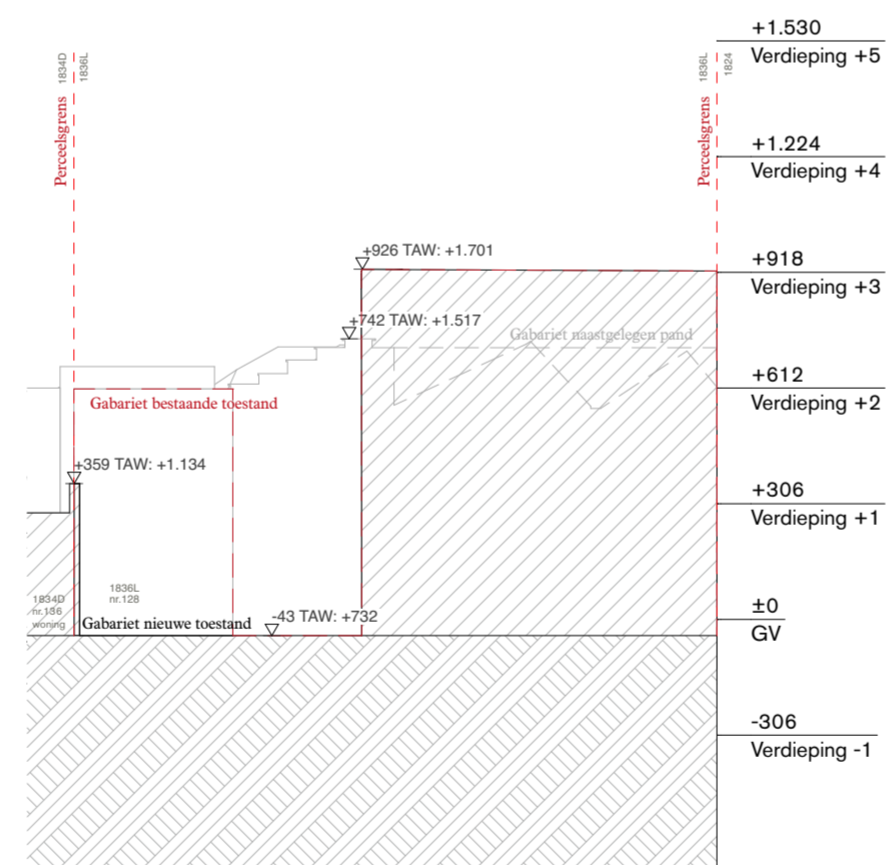 +1.530
Verdieping +5
1834D
1836L
Perceelsgrens
1836L
1824
Perceelsgrens
+1.224
Verdieping +4
+926 TAW: +1.701
+918
Verdieping +3
+742 TAW: +1.517
Gabariet naastgelegen pand
+612
Verdieping +2
Gabariet bestaande toestand
+359 TAW: +1.134
+306
Verdieping +1
1834D
nr.136
woning
1836L
nr.128
Gabariet nieuwe toestand
-43 TAW: +732
±0
GV
-306
Verdieping -1